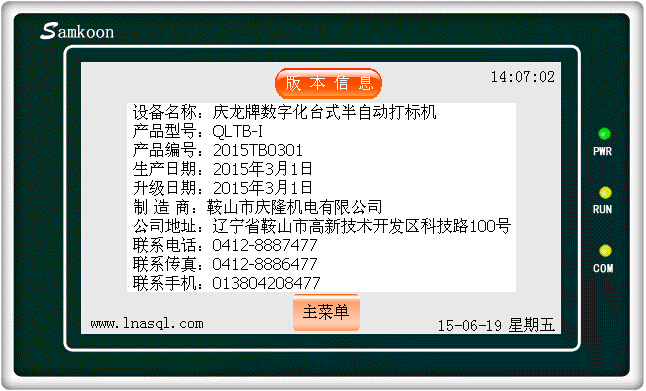 Samkoon
版本信息
14:07:02
设备名称：庆龙牌数字化台式半自动打标机
产品型号：QLTB-I
产品编号：2015TB0301
生产日期：2015年3月1日
升级日期：2015年3月1日
制 造 商：鞍山市庆隆机电有限公司
公司地址：辽宁省鞍山市高新技术开发区科技路100号
联系电话：0412-8887477
联系传真：0412-8886477
联系手机：013804208477
主菜单
www.lnasql.com
15-06-19 星期五
PWR
RUN
COM